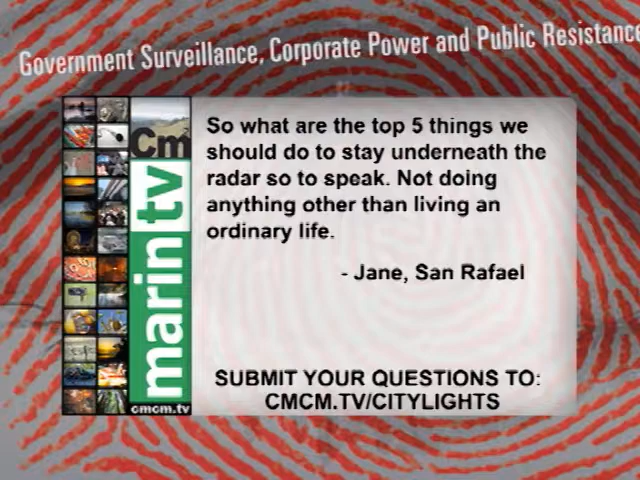 Government Surveillance, Corporate Power and Public Resistance
So what are the top 5 things we
should do to stay underneath the
radar so to speak. Not doing
anything other than living an
ordinary life.
- Jane, San Rafael
SUBMIT YOUR QUESTIONS TO:
CMCM.TV/CITYLIGHTS
Cm
marin tv
cmcm.tv